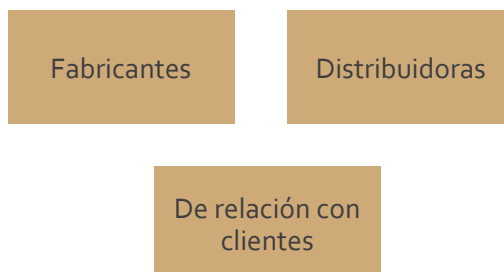 Fabricantes
Distribuidoras
De relación con
clientes